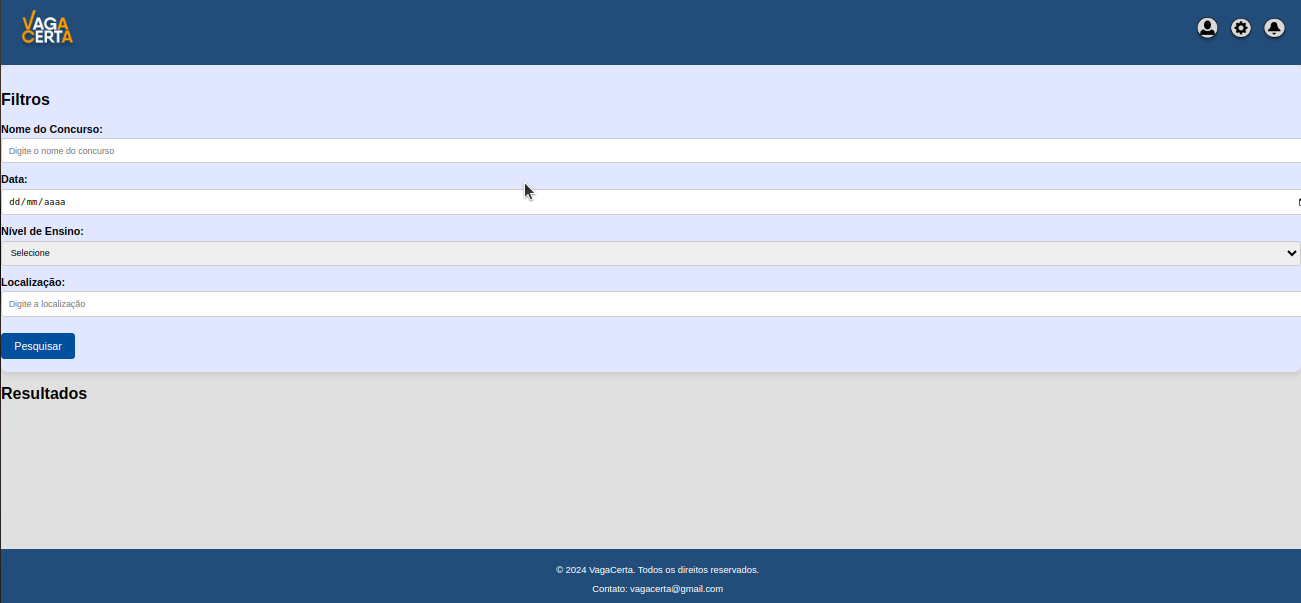 VAGA
CERTA
Filtros
Nome do Concurso:
Digite o nome do concurso
Data:
dd/mm/aaaa
Nível de Ensino:
Selecione
Localização:
Digite a localização
Pesquisar
Resultados
© 2024 VagaCerta. Todos os direitos reservados.
Contato: vagacerta@gmail.com